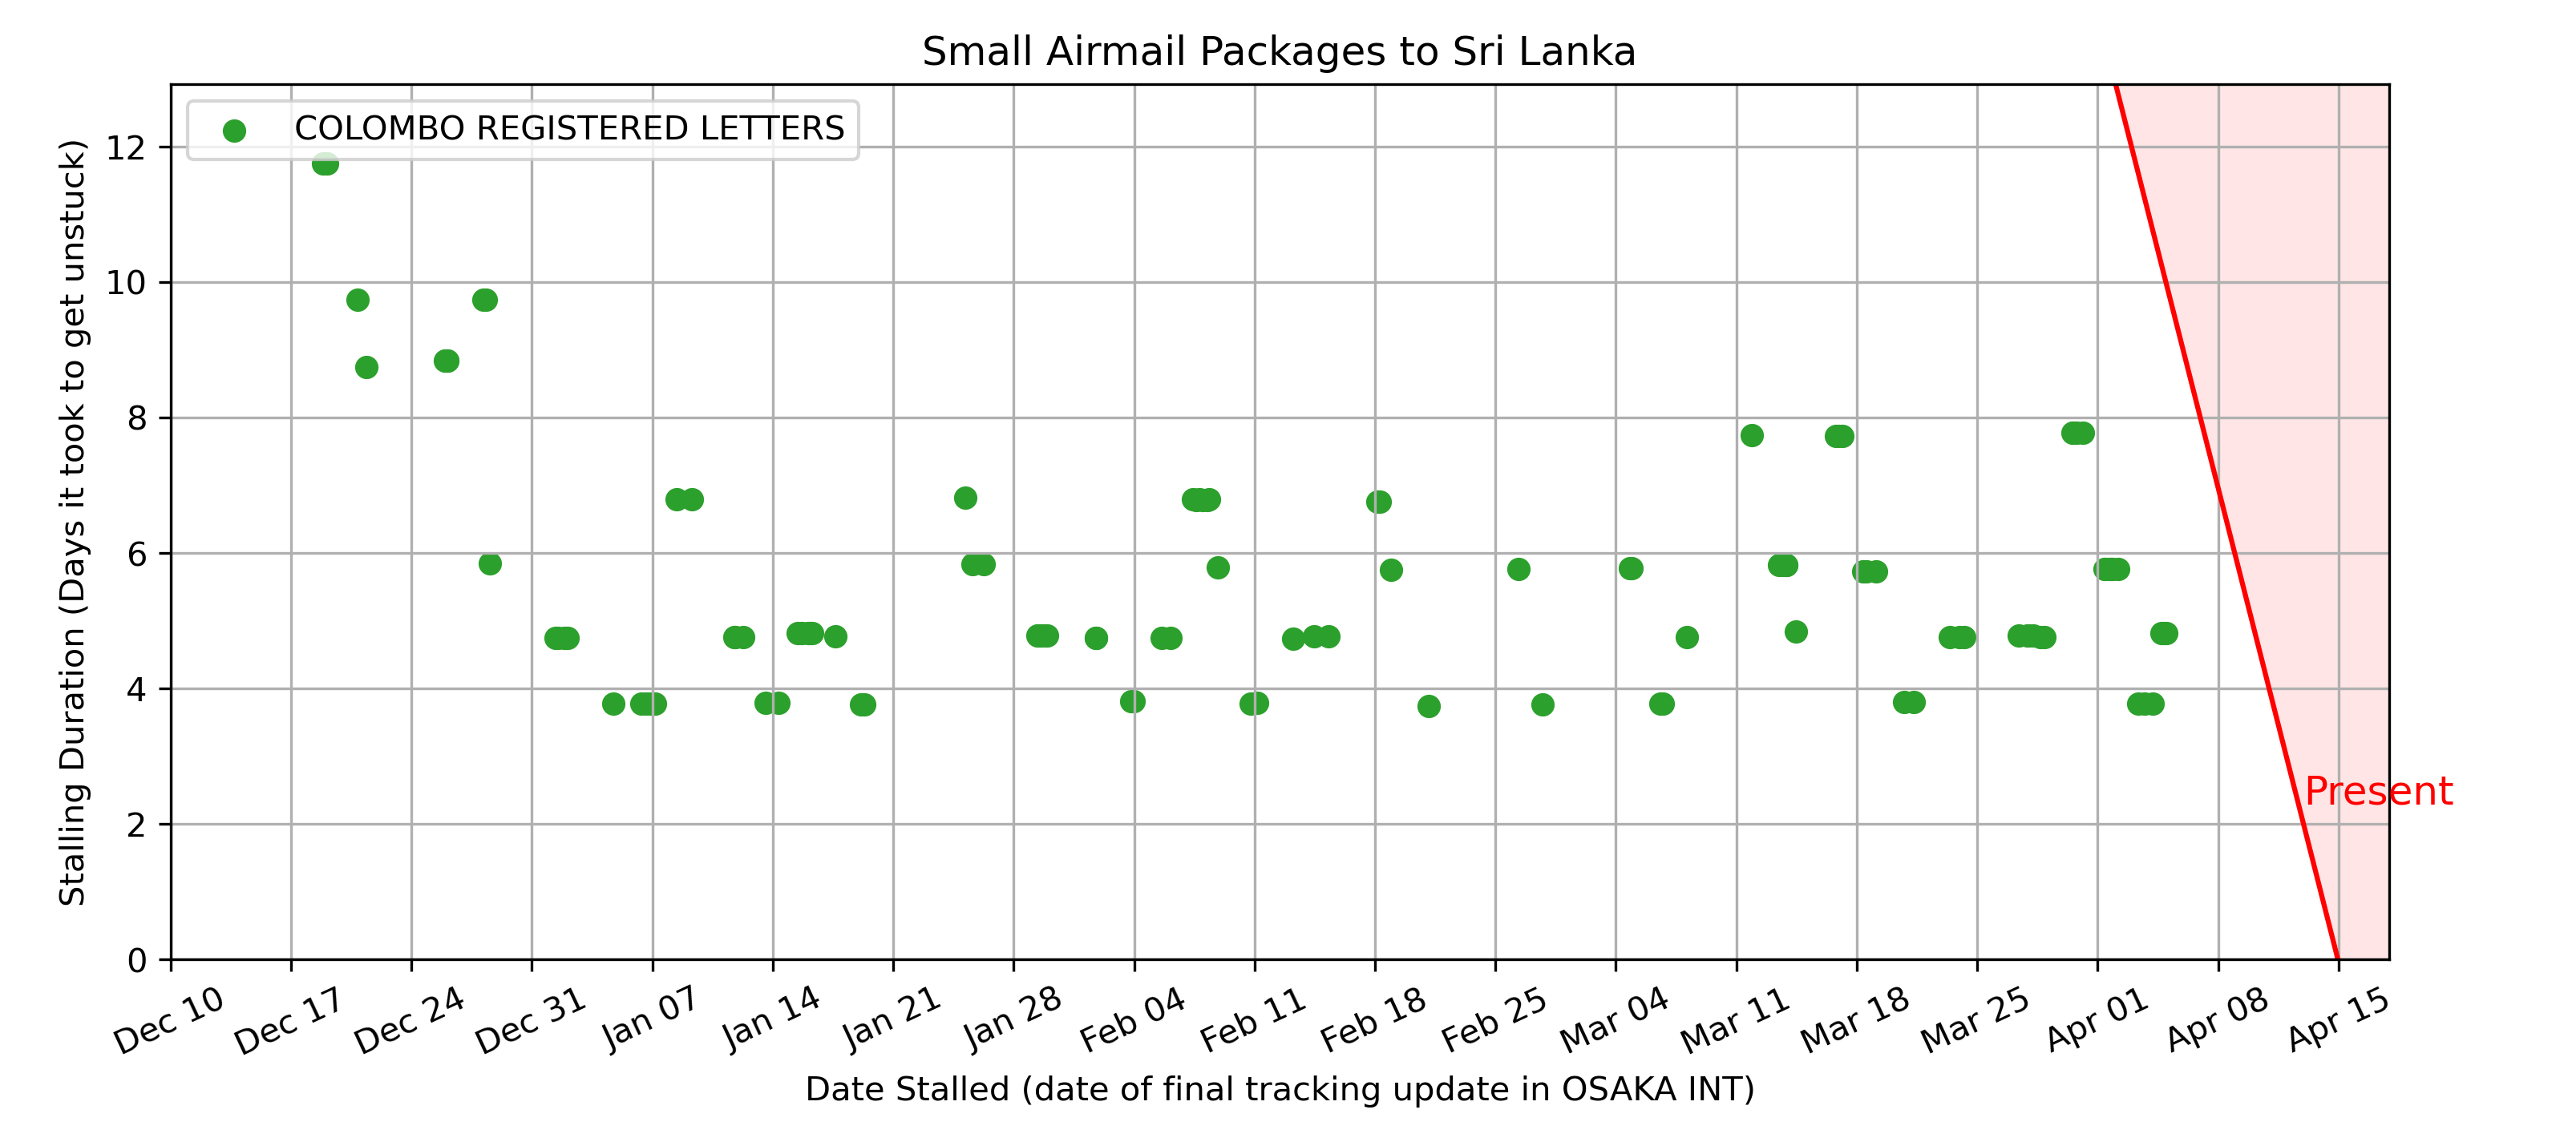 Small Airmail Packages to Sri Lanka
COLOMBO REGISTERED LETTERS
Stalling Duration (Days it took to get unstuck)
12
10
8
6
4
2
0
Present
Dec 10
Dec 17
Dec 24
Dec 31
Jan 07
Jan 14
Jan 21
Jan 28
Feb 04
Feb 11
Feb 18
Feb 25
Mar 04
Mar 11
Mar 18
Mar 25
Apr 01
Apr 08
Apr 15
Date Stalled (date of final tracking update in OSAKA INT)